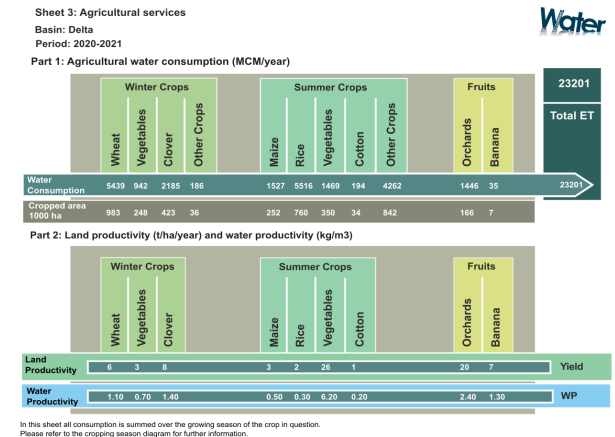 Sheet 3: Agricultural services
Water
Basin: Delta
Period: 2020-2021
Part 1: Agricultural water consumption (MCM/year)
Winter Crops
Summer Crops
Fruits
23201
Total ET
Wheat
Vegetables
Clover
Other Crops
Maize
Rice
Vegetables
Cotton
Other Crops
Orchards
Banana
Water
Consumption 5439 942 2185 186 1527 5516 1469 194 4262 1446 35 23201
Cropped area
1000 ha 983 248 423 36 252 760 350 34 842 166 7
Part 2: Land productivity (t/ha/year) and water productivity (kg/m3)
Winter Crops
Summer Crops
Fruits
Wheat
Vegetables
Clover
Maize
Rice
Vegetables
Cotton
Orchards
Banana
Land
Productivity 6 3 8 3 2 26 1 20 7 Yield
Water
Productivity 1.10 0.70 1.40 0.50 0.30 6.20 0.20 2.40 1.30 WP
In this sheet all consumption is summed over the growing season of the crop in question.
Please refer to the cropping season diagram for further information.